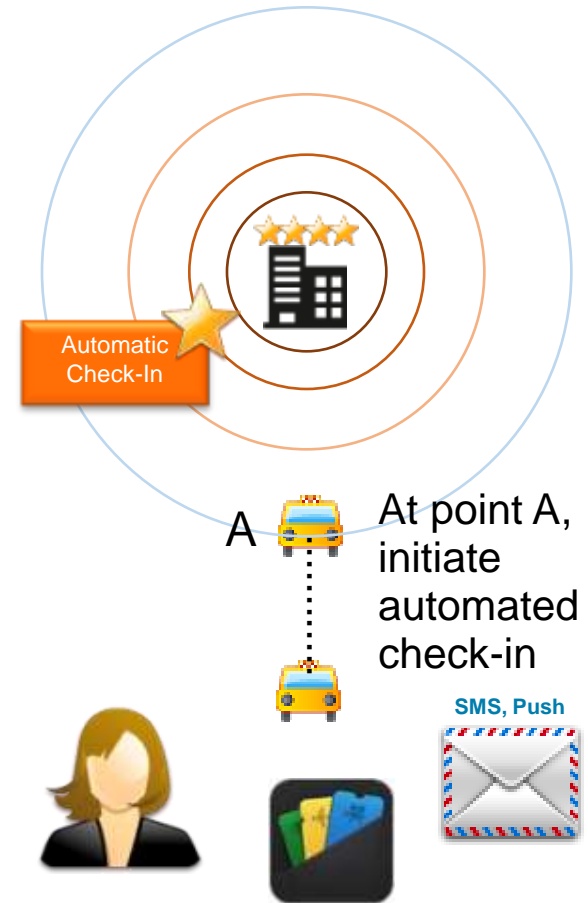 Automatic
Check-In
A
At point A,
initiate
automated
check-in
SMS, Push